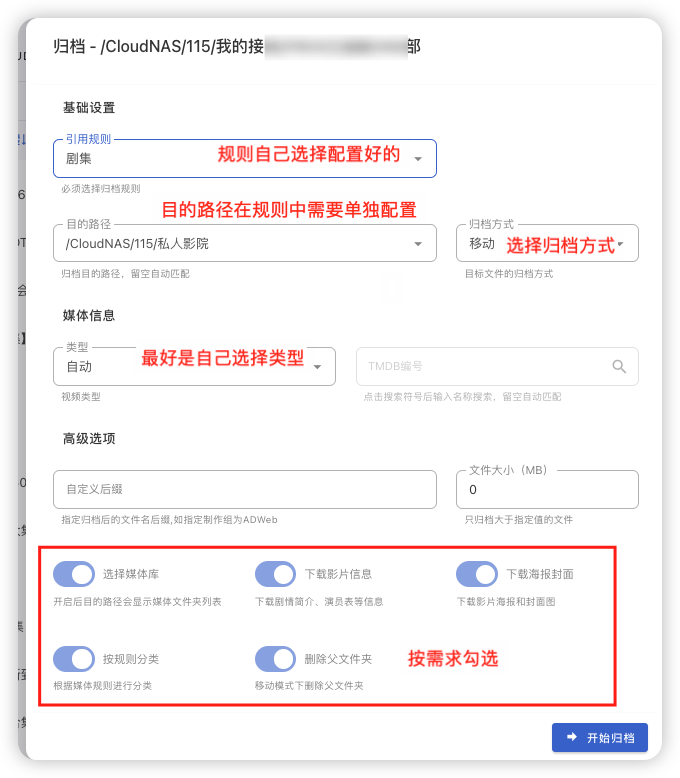 归档 - /CloudNAS/115/我的接 部
基础设置
引用规则
剧集
规则自己选择配置好的
必须选择归档规则
目的路径在规则中需要单独配置
目的路径
/CloudNAS/115/私人影院
归档目的路径，留空自动匹配
归档方式
移动
选择归档方式
目标文件的归档方式
媒体信息
类型
自动
最好是自己选择类型
视频类型
TMDB编号
点击搜索符号后输入名称搜索，留空自动匹配
高级选项
自定义后缀
指定归档后的文件名后缀,如指定制作组为ADWeb
文件大小（MB）
0
只归档大于指定值的文件
选择媒体库
开启后目的路径会显示媒体文件夹列表
下载影片信息
下载剧情简介、演员表等信息
下载海报封面
下载影片海报和封面图
按规则分类
根据媒体规则进行分类
删除父文件夹
移动模式下删除父文件夹
按需求勾选
开始归档